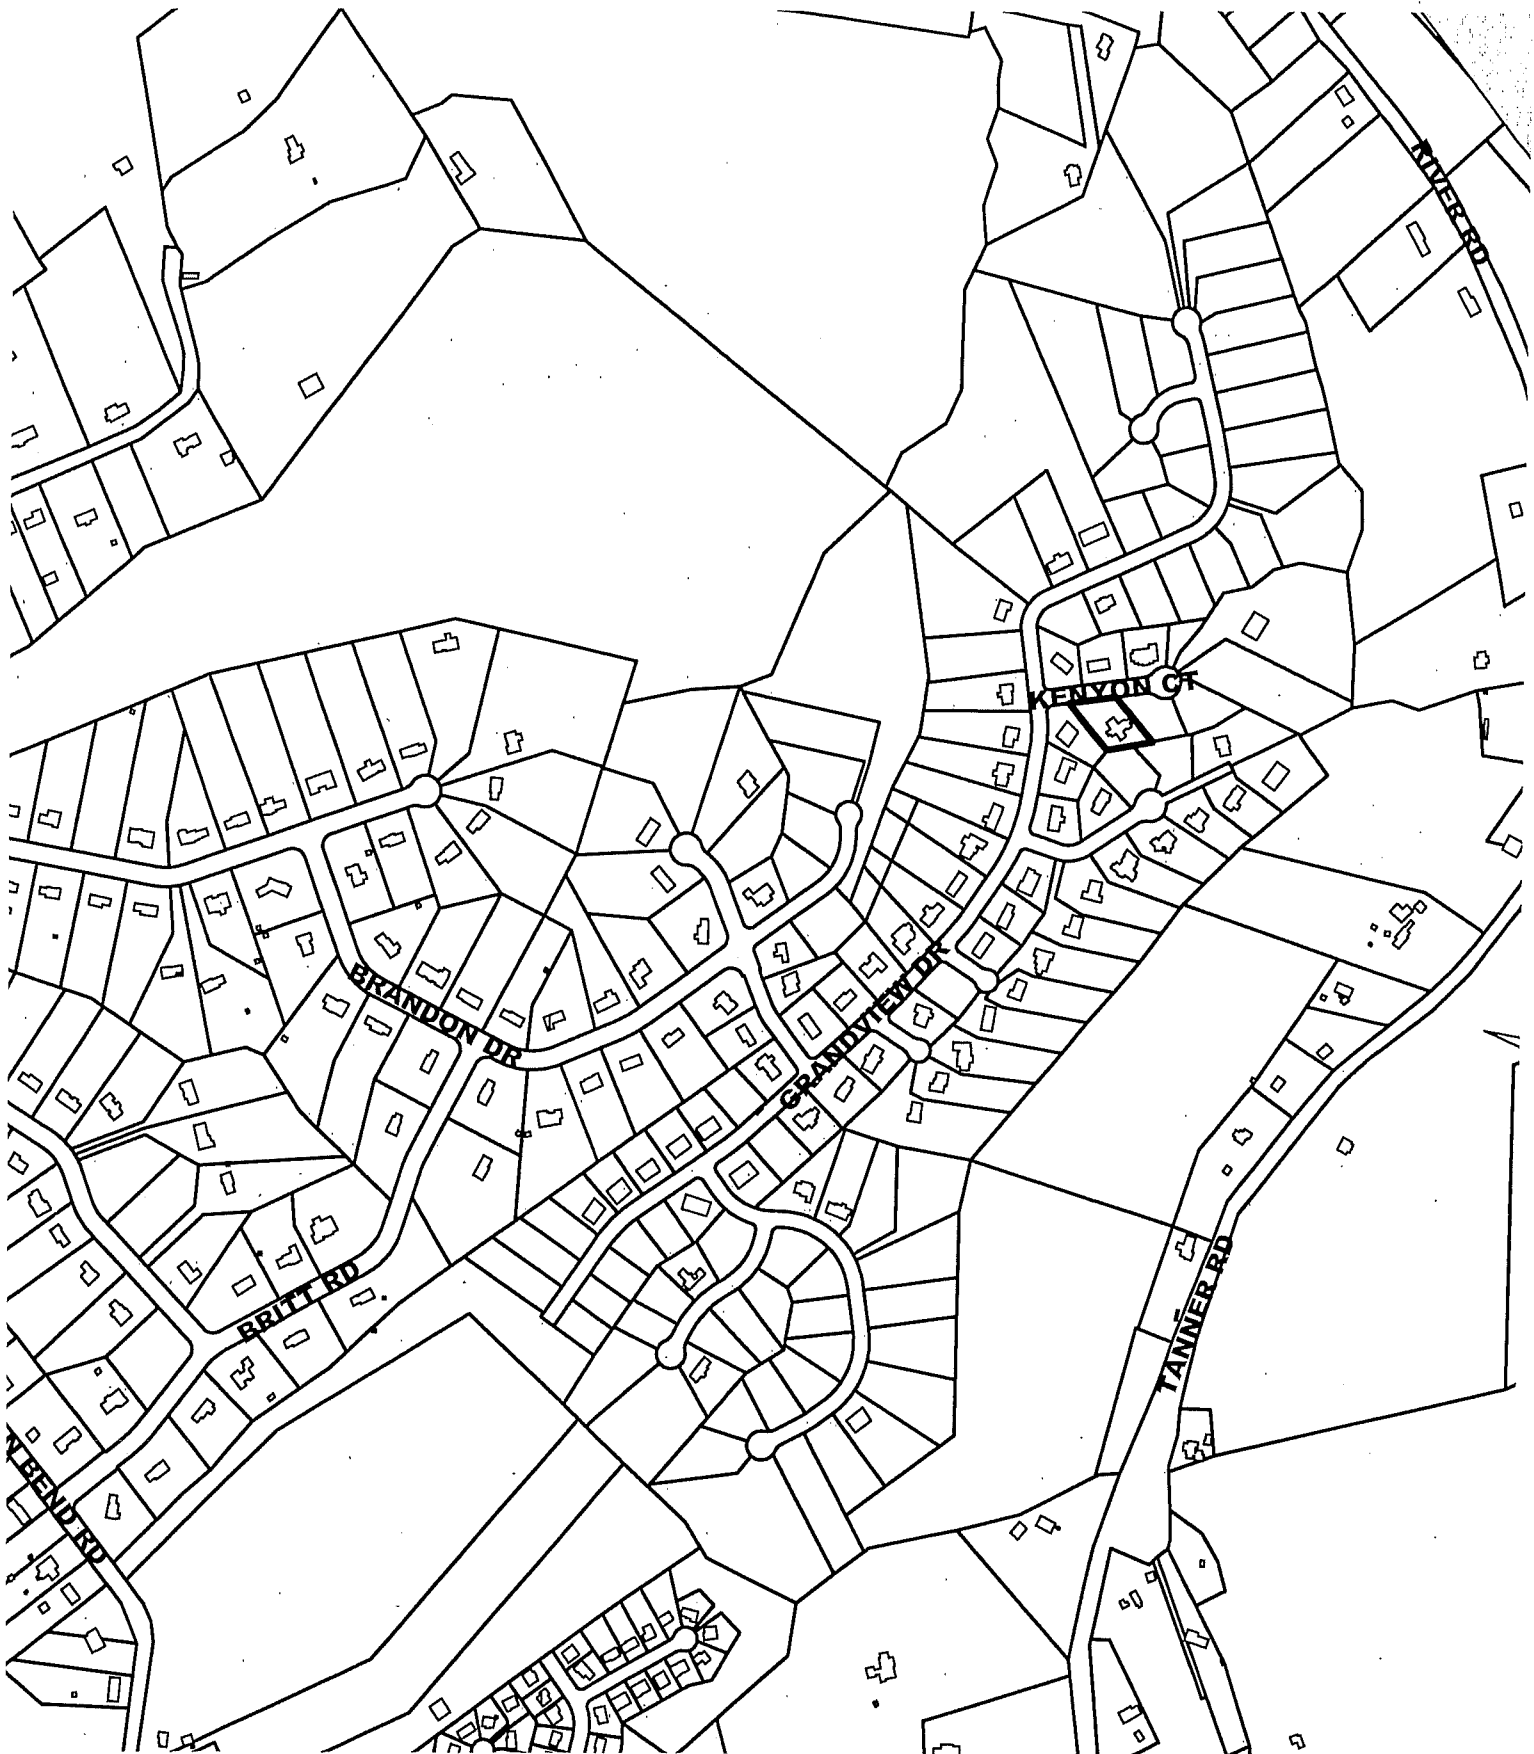 RIVER RD
KENYON CT
BRANDON DR
GRANDVIEW DR
BRITT RD
TANNER RD
N BEND RD